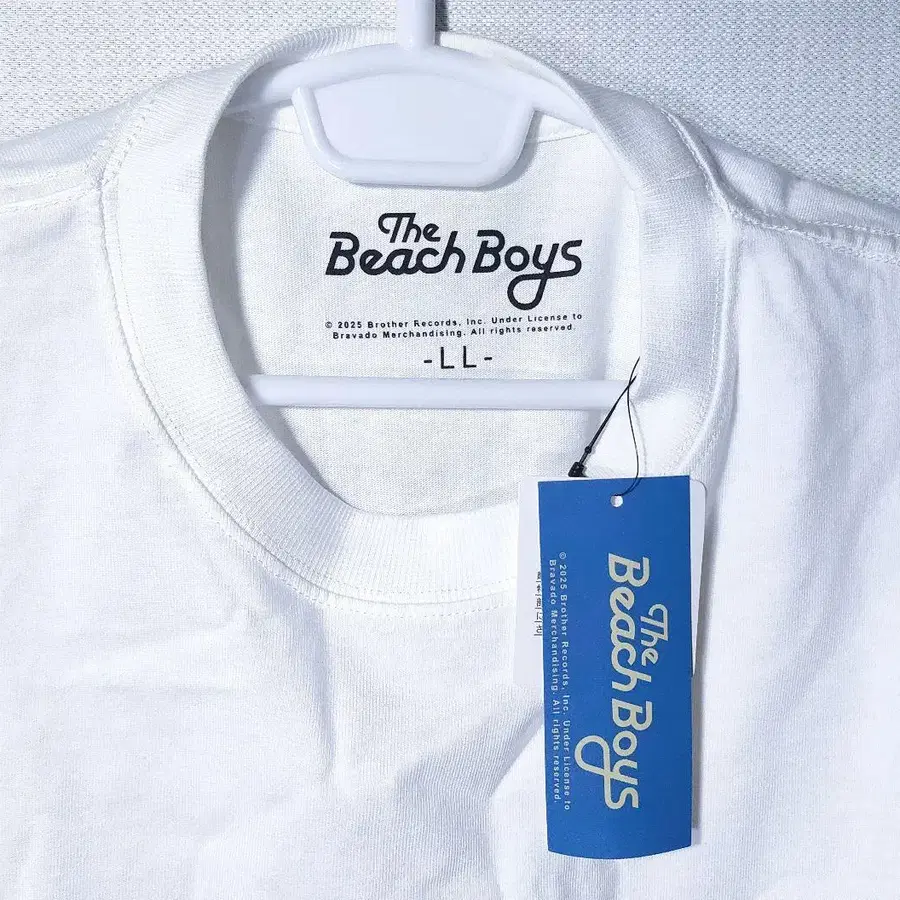 The
Beach Boys
© 2025 Brother Records, Inc. Under License to
Bravado Merchandising. All rights reserved.
-LL-
The
Beach Boys
© 2025 Brother Records, Inc. Under License to
Bravado Merchandising. All rights reserved.